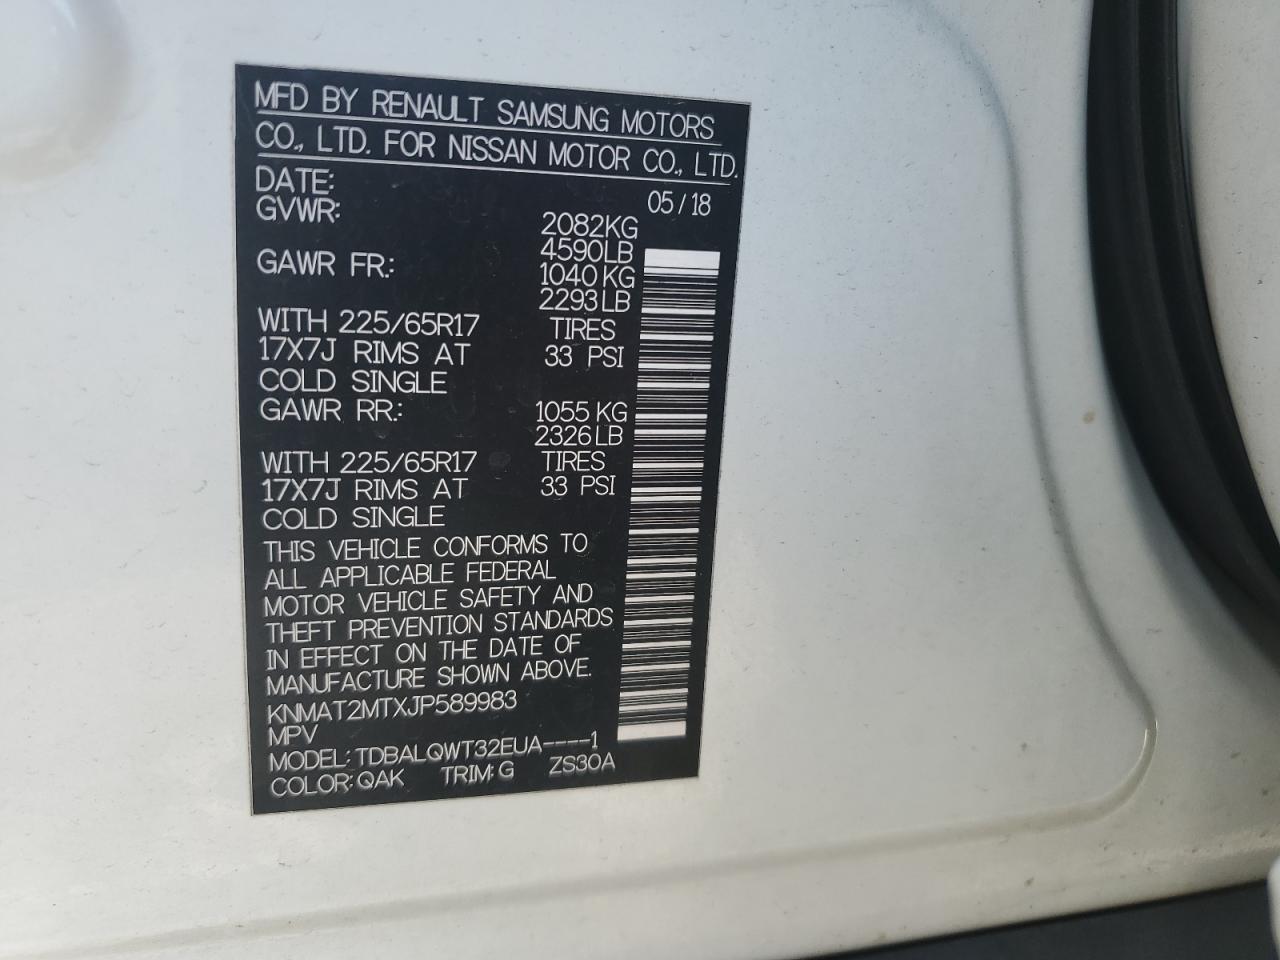 MFD BY RENAULT SAMSUNG MOTORS
CO., LTD. FOR NISSAN MOTOR CO., LTD.
DATE: 05/18
GVWR: 2082KG
4590LB
GAWR FR.: 1040KG
2293LB
WITH 225/65R17 TIRES
17X7J RIMS AT 33 PSI
COLD SINGLE
GAWR RR.: 1055KG
2326LB
WITH 225/65R17 TIRES
17X7J RIMS AT 33 PSI
COLD SINGLE
THIS VEHICLE CONFORMS TO
ALL APPLICABLE FEDERAL
MOTOR VEHICLE SAFETY AND
THEFT PREVENTION STANDARDS
IN EFFECT ON THE DATE OF
MANUFACTURE SHOWN ABOVE.
KNMAT2MTXJP589983
MPV
MODEL: TDBALQWT32EUA----1
COLOR: QAK TRIM: G ZS30A